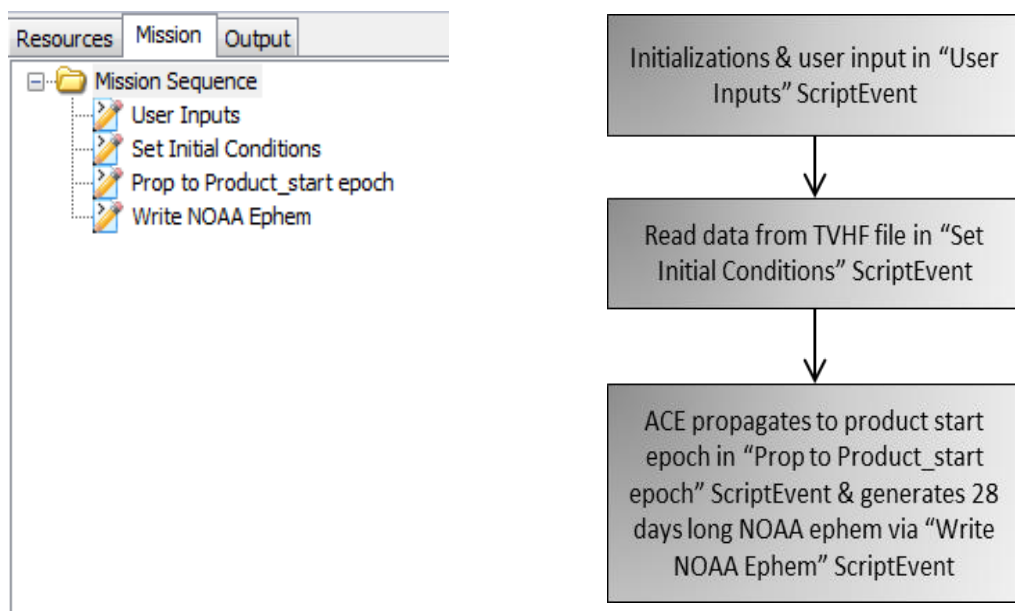 Resources Mission Output
Mission Sequence
User Inputs
Set Initial Conditions
Prop to Product_start epoch
Write NOAA Ephem
Initializations & user input in “User
Inputs” ScriptEvent
Read data from TVHF file in “Set
Initial Conditions” ScriptEvent
ACE propagates to product start
epoch in “Prop to Product_start
epoch” ScriptEvent & generates 28
days long NOAA ephem via “Write
NOAA Ephem” ScriptEvent